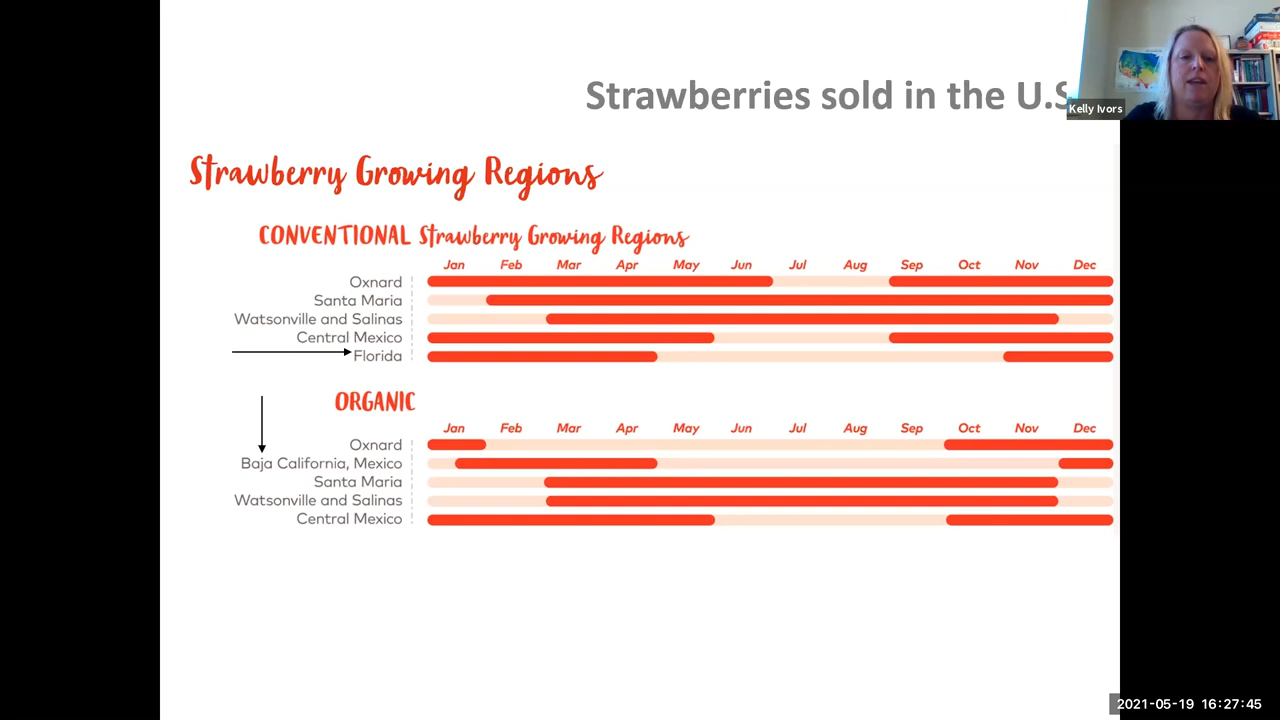 Strawberries sold in the U.S
Kelly Ivors
Strawberry Growing Regions
CONVENTIONAL Strawberry Growing Regions
Jan Feb Mar Apr May Jun Jul Aug Sep Oct Nov Dec
Oxnard
Santa Maria
Watsonville and Salinas
Central Mexico
Florida
ORGANIC
Jan Feb Mar Apr May Jun Jul Aug Sep Oct Nov Dec
Oxnard
Baja California, Mexico
Santa Maria
Watsonville and Salinas
Central Mexico
2021-05-19 16:27:45